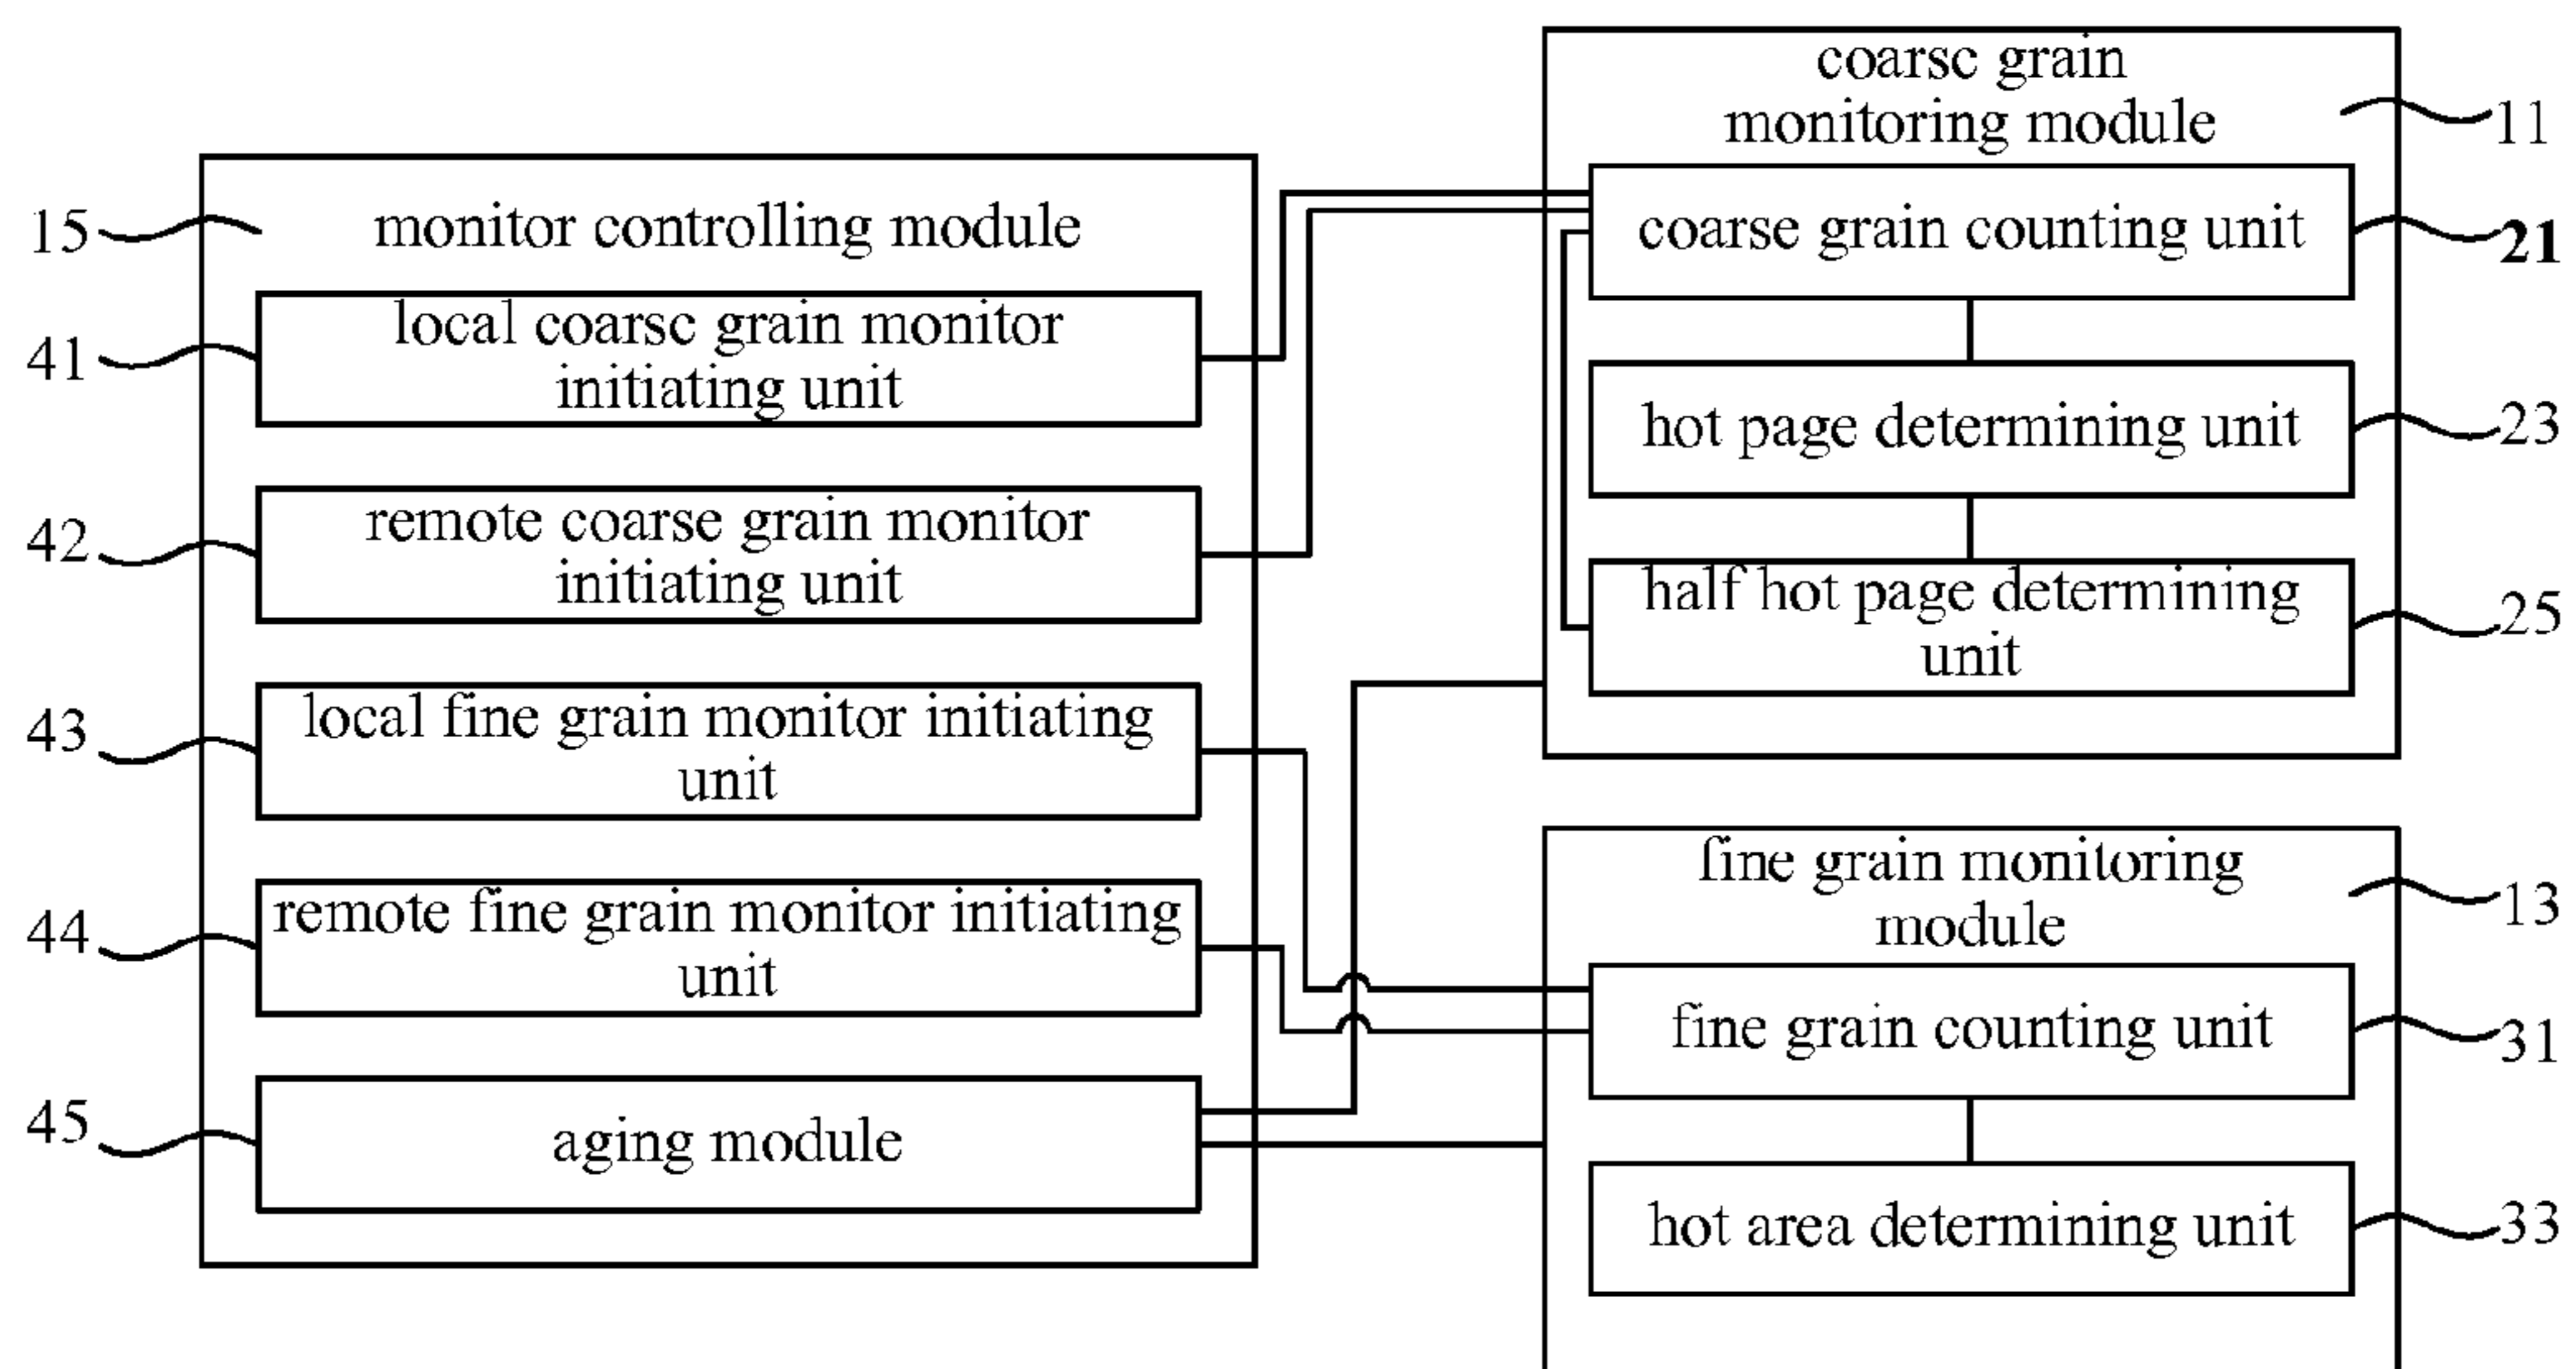 coarse grain
monitoring module
11
15
monitor controlling module
coarse grain counting unit
21
41
local coarse grain monitor
initiating unit
hot page determining unit
23
42
remote coarse grain monitor
initiating unit
half hot page determining
unit
25
43
local fine grain monitor initiating
unit
fine grain monitoring
module
13
44
remote fine grain monitor initiating
unit
fine grain counting unit
31
45
aging module
hot area determining unit
33